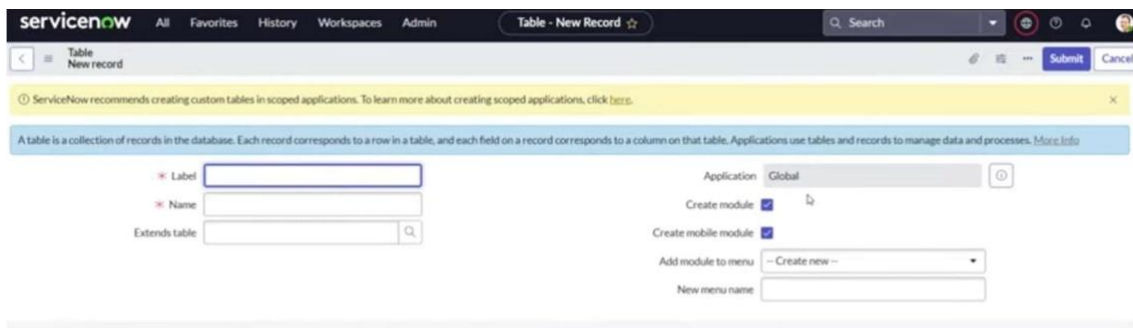 servicenow All Favorites History Workspaces Admin Table - New Record Search
Table
New record
Submit Cancel
ServiceNow recommends creating custom tables in scoped applications. To learn more about creating scoped applications, click here.
A table is a collection of records in the database. Each record corresponds to a row in a table, and each field on a record corresponds to a column on that table. Applications use tables and records to manage data and processes. More Info
* Label
* Name
Extends table
Application Global
Create module
Create mobile module
Add module to menu -- Create new --
New menu name